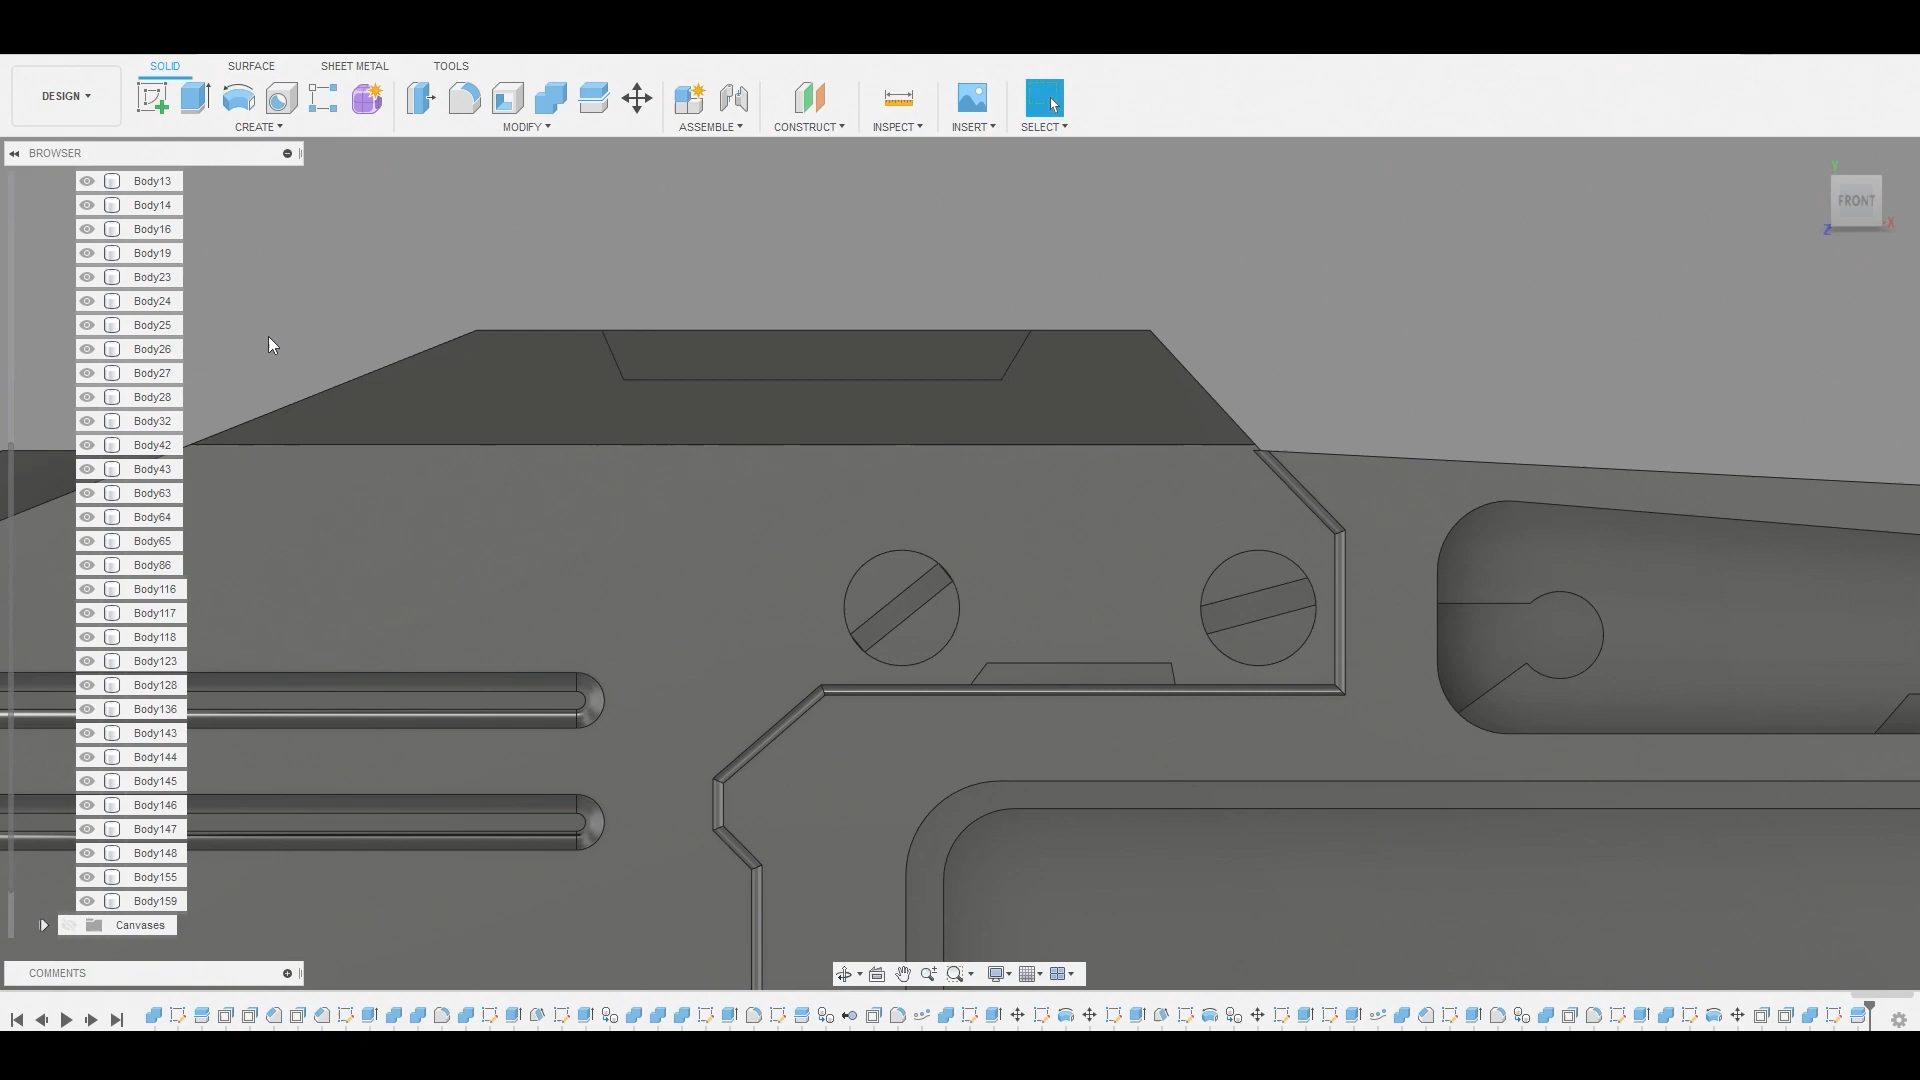 SOLID SURFACE SHEET METAL TOOLS
DESIGN
CREATE MODIFY ASSEMBLE CONSTRUCT INSPECT INSERT SELECT
BROWSER
Body13
Body14
Body16
Body19
Body23
Body24
Body25
Body26
Body27
Body28
Body32
Body42
Body43
Body63
Body64
Body65
Body86
Body116
Body117
Body118
Body123
Body128
Body136
Body143
Body144
Body145
Body146
Body147
Body148
Body155
Body159
Canvases
COMMENTS
Y
FRONT
X
Z